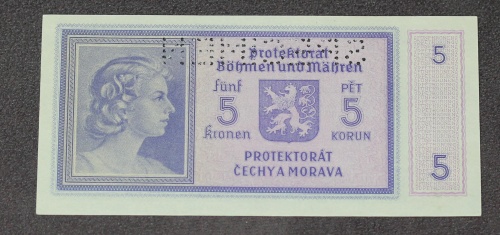 Protektorat
Böhmen und Mähren
fünf
5
Kronen
PĚT
5
KORUN
PROTEKTORÁT
ČECHY A MORAVA
5
5